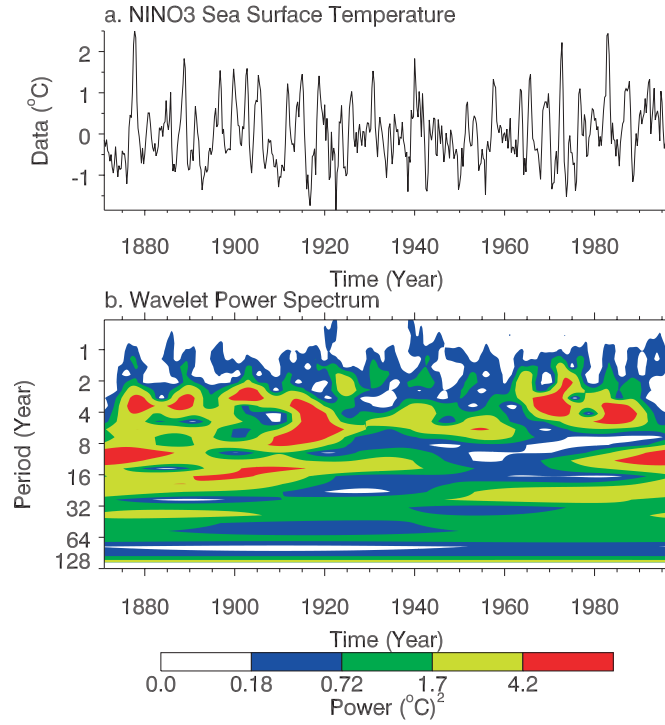 a. NINO3 Sea Surface Temperature
2
1
0
-1
Data (°C)
1880 1900 1920 1940 1960 1980
Time (Year)
b. Wavelet Power Spectrum
1
2
4
8
16
32
64
128
Period (Year)
1880 1900 1920 1940 1960 1980
Time (Year)
0.0 0.18 0.72 1.7 4.2
Power (°C)²